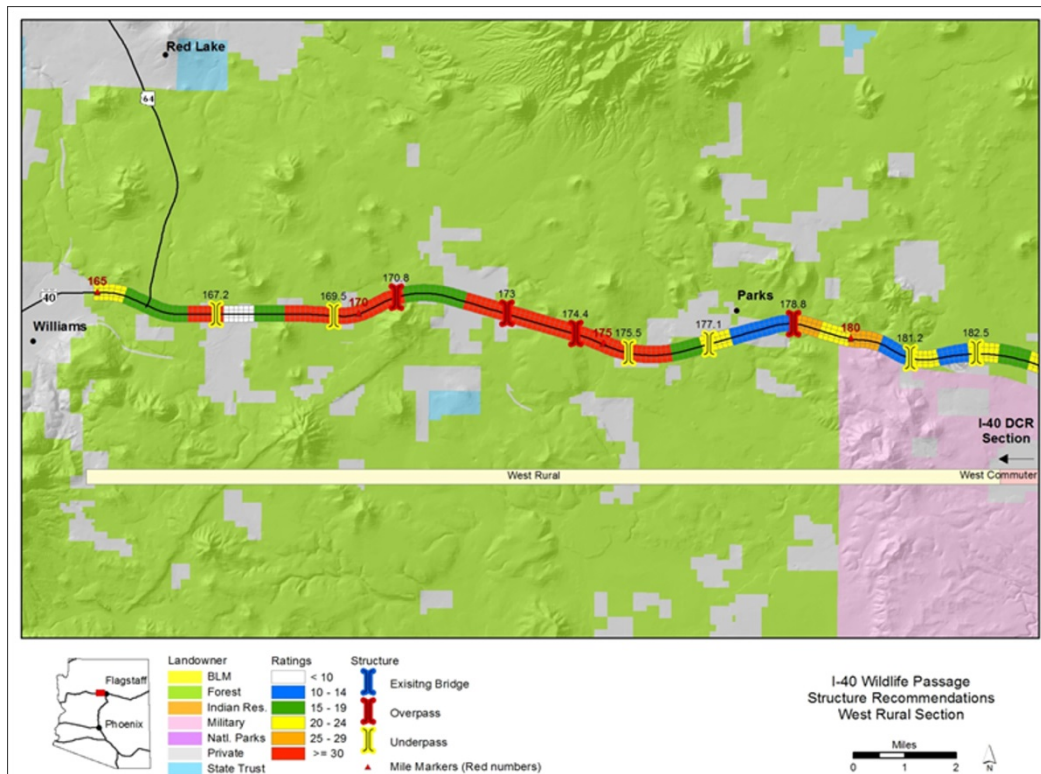 Red Lake
64
165
40
Williams
167.2
169.5
170
170.8
173
174.4
175
175.5
177.1
Parks
178.8
180
181.2
182.5
I-40 DCR
Section
West Rural
West Commuter
Flagstaff
Phoenix
Landowner
BLM
Forest
Indian Res.
Military
Natl. Parks
Private
State Trust
Ratings
< 10
10 - 14
15 - 19
20 - 24
25 - 29
>= 30
Structure
Exisitng Bridge
Overpass
Underpass
Mile Markers (Red numbers)
I-40 Wildlife Passage
Structure Recommendations
West Rural Section
Miles
0 1 2
N